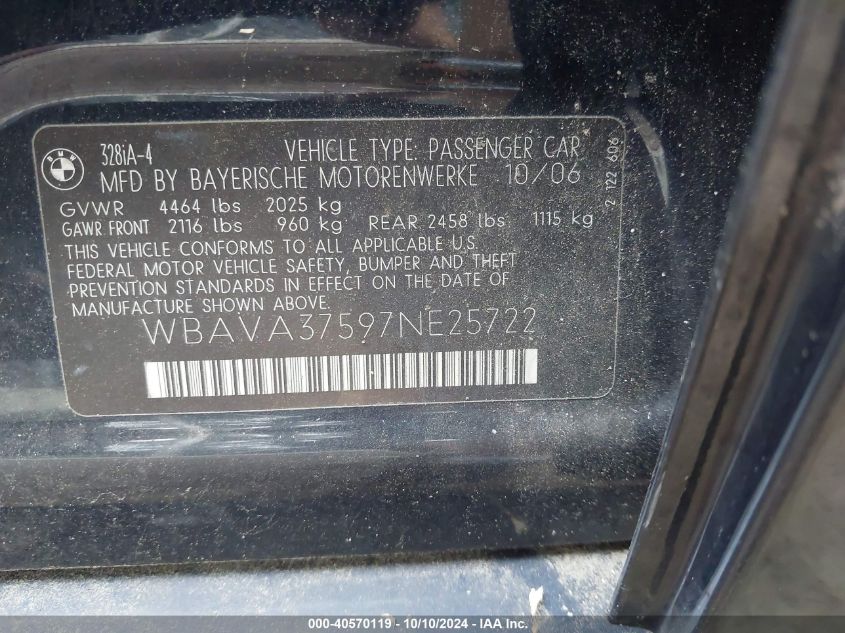 BMW
328iA-4 VEHICLE TYPE: PASSENGER CAR
MFD BY BAYERISCHE MOTORENWERKE 10/06
GVWR 4464 lbs 2025 kg
GAWR FRONT 2116 lbs 960 kg REAR 2458 lbs 1115 kg
THIS VEHICLE CONFORMS TO ALL APPLICABLE U.S.
FEDERAL MOTOR VEHICLE SAFETY, BUMPER AND THEFT
PREVENTION STANDARDS IN EFFECT ON THE DATE OF
MANUFACTURE SHOWN ABOVE.
WBAVA37597NE25722
2 122 606
000-40570119 - 10/10/2024 - IAA Inc.